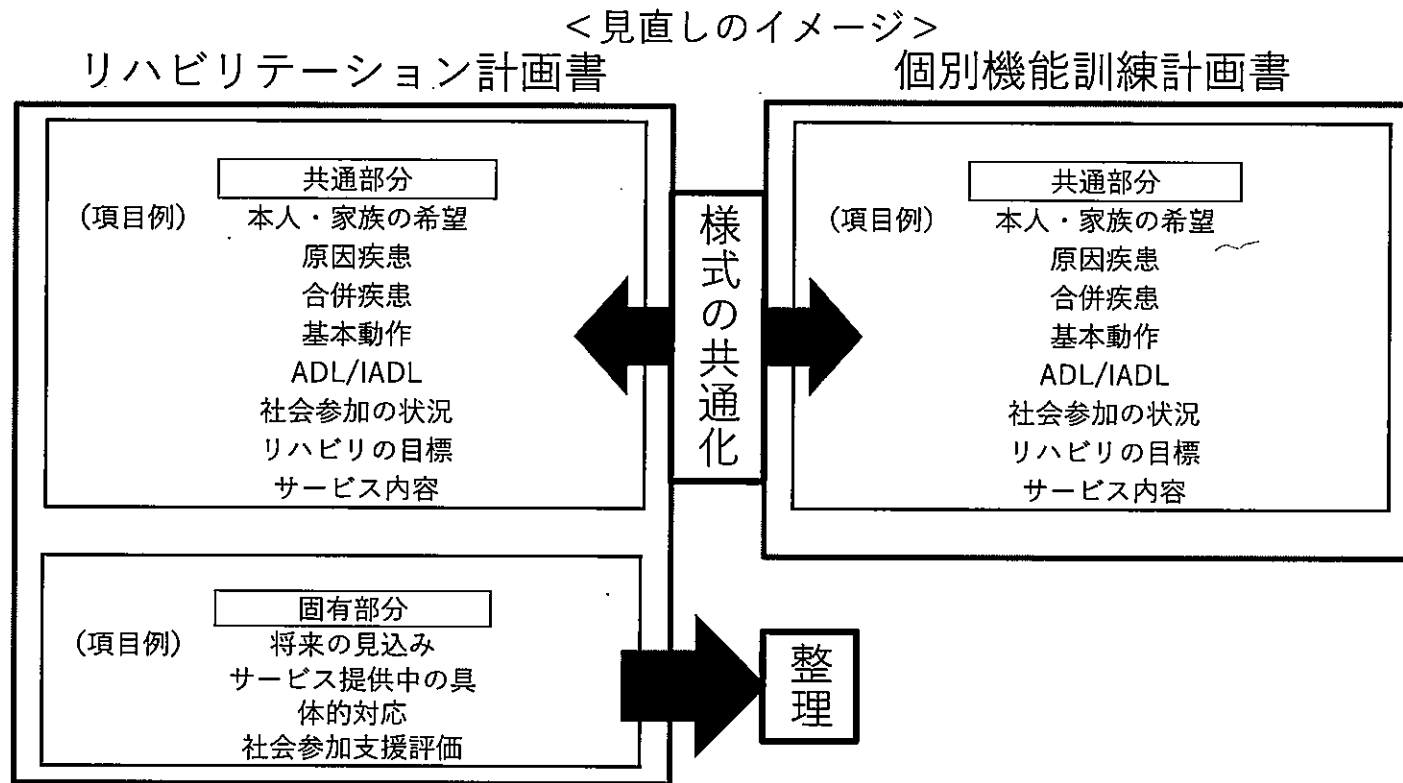 ＜見直しのイメージ＞
リハビリテーション計画書
共通部分
(項目例)
本人・家族の希望
原因疾患
合併疾患
基本動作
ADL/IADL
社会参加の状況
リハビリの目標
サービス内容
固有部分
(項目例)
将来の見込み
サービス提供中の具
体的対応
社会参加支援評価
様式の共通化
整理
個別機能訓練計画書
共通部分
(項目例)
本人・家族の希望
原因疾患
合併疾患
基本動作
ADL/IADL
社会参加の状況
リハビリの目標
サービス内容